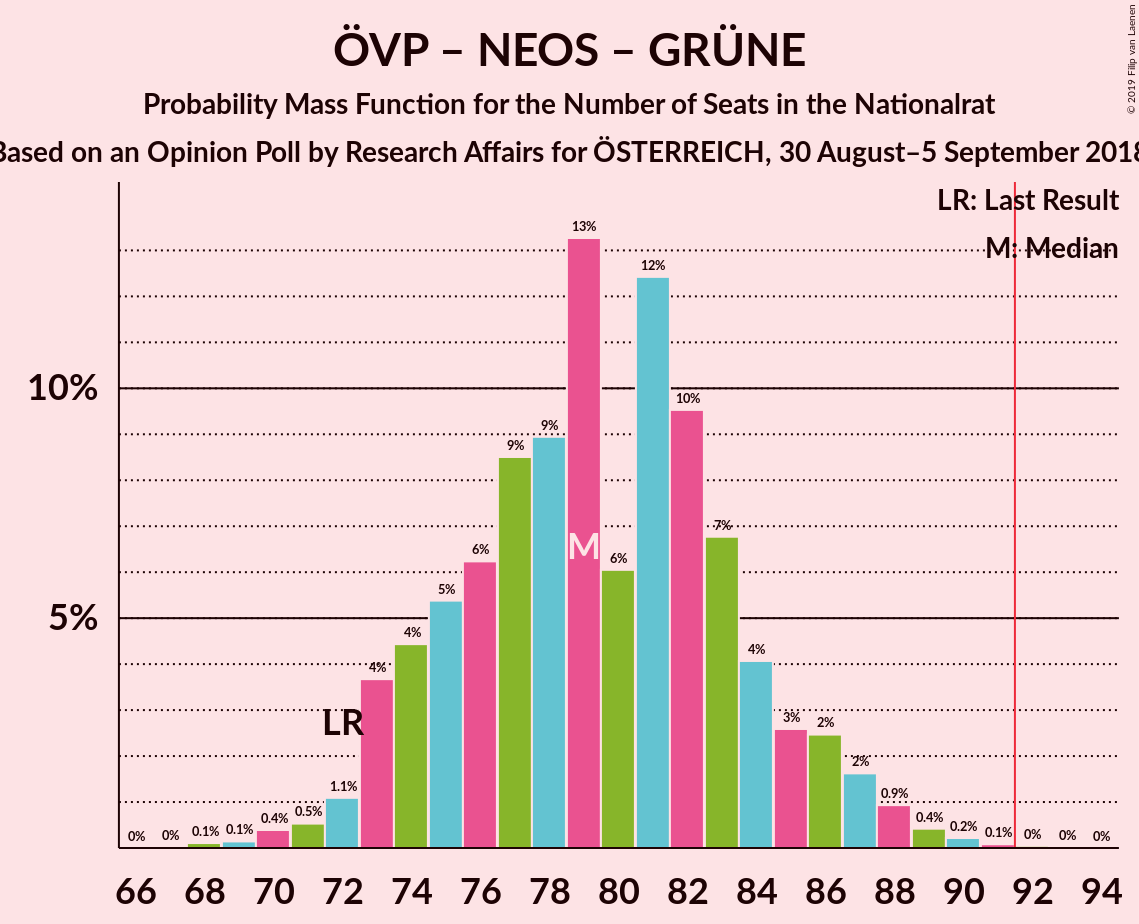 ÖVP – NEOS – GRÜNE
Probability Mass Function for the Number of Seats in the Nationalrat
Based on an Opinion Poll by Research Affairs for ÖSTERREICH, 30 August–5 September 2018
© 2019 Filip van Laenen
LR: Last Result
M: Median
10%
5%
0% 0% 0.1% 0.1% 0.4% 0.5% 1.1% 4% 4% 5% 6% 9% 9% 13% 6% 12% 10% 7% 4% 3% 2% 2% 0.9% 0.4% 0.2% 0.1% 0% 0% 0%
LR
M
66 68 70 72 74 76 78 80 82 84 86 88 90 92 94